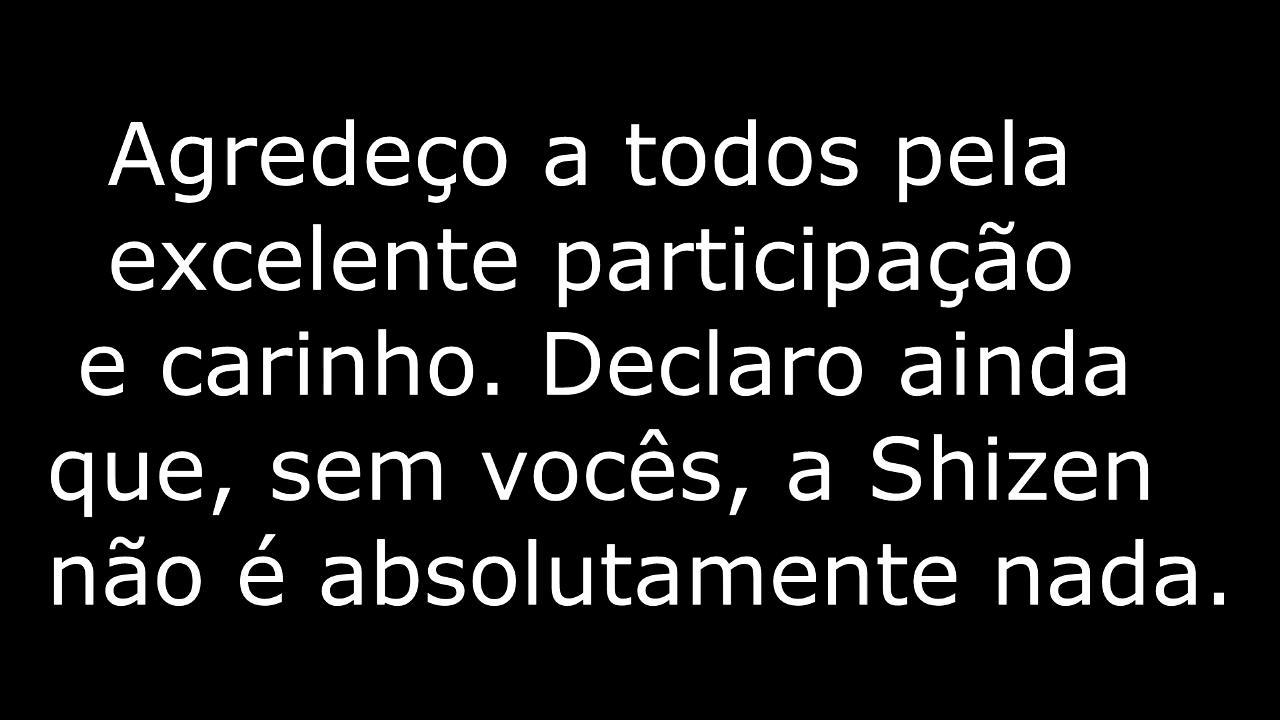 Agredeço a todos pela
excelente participação
e carinho. Declaro ainda
que, sem vocês, a Shizen
não é absolutamente nada.